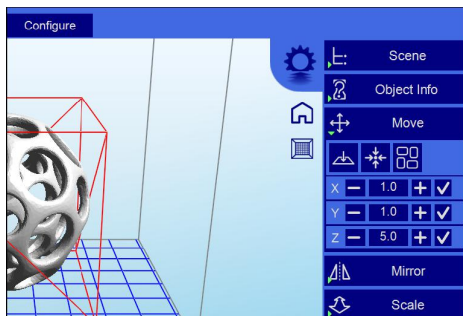 Configure
Scene
Object Info
Move
X 1.0
Y 1.0
Z 5.0
Mirror
Scale